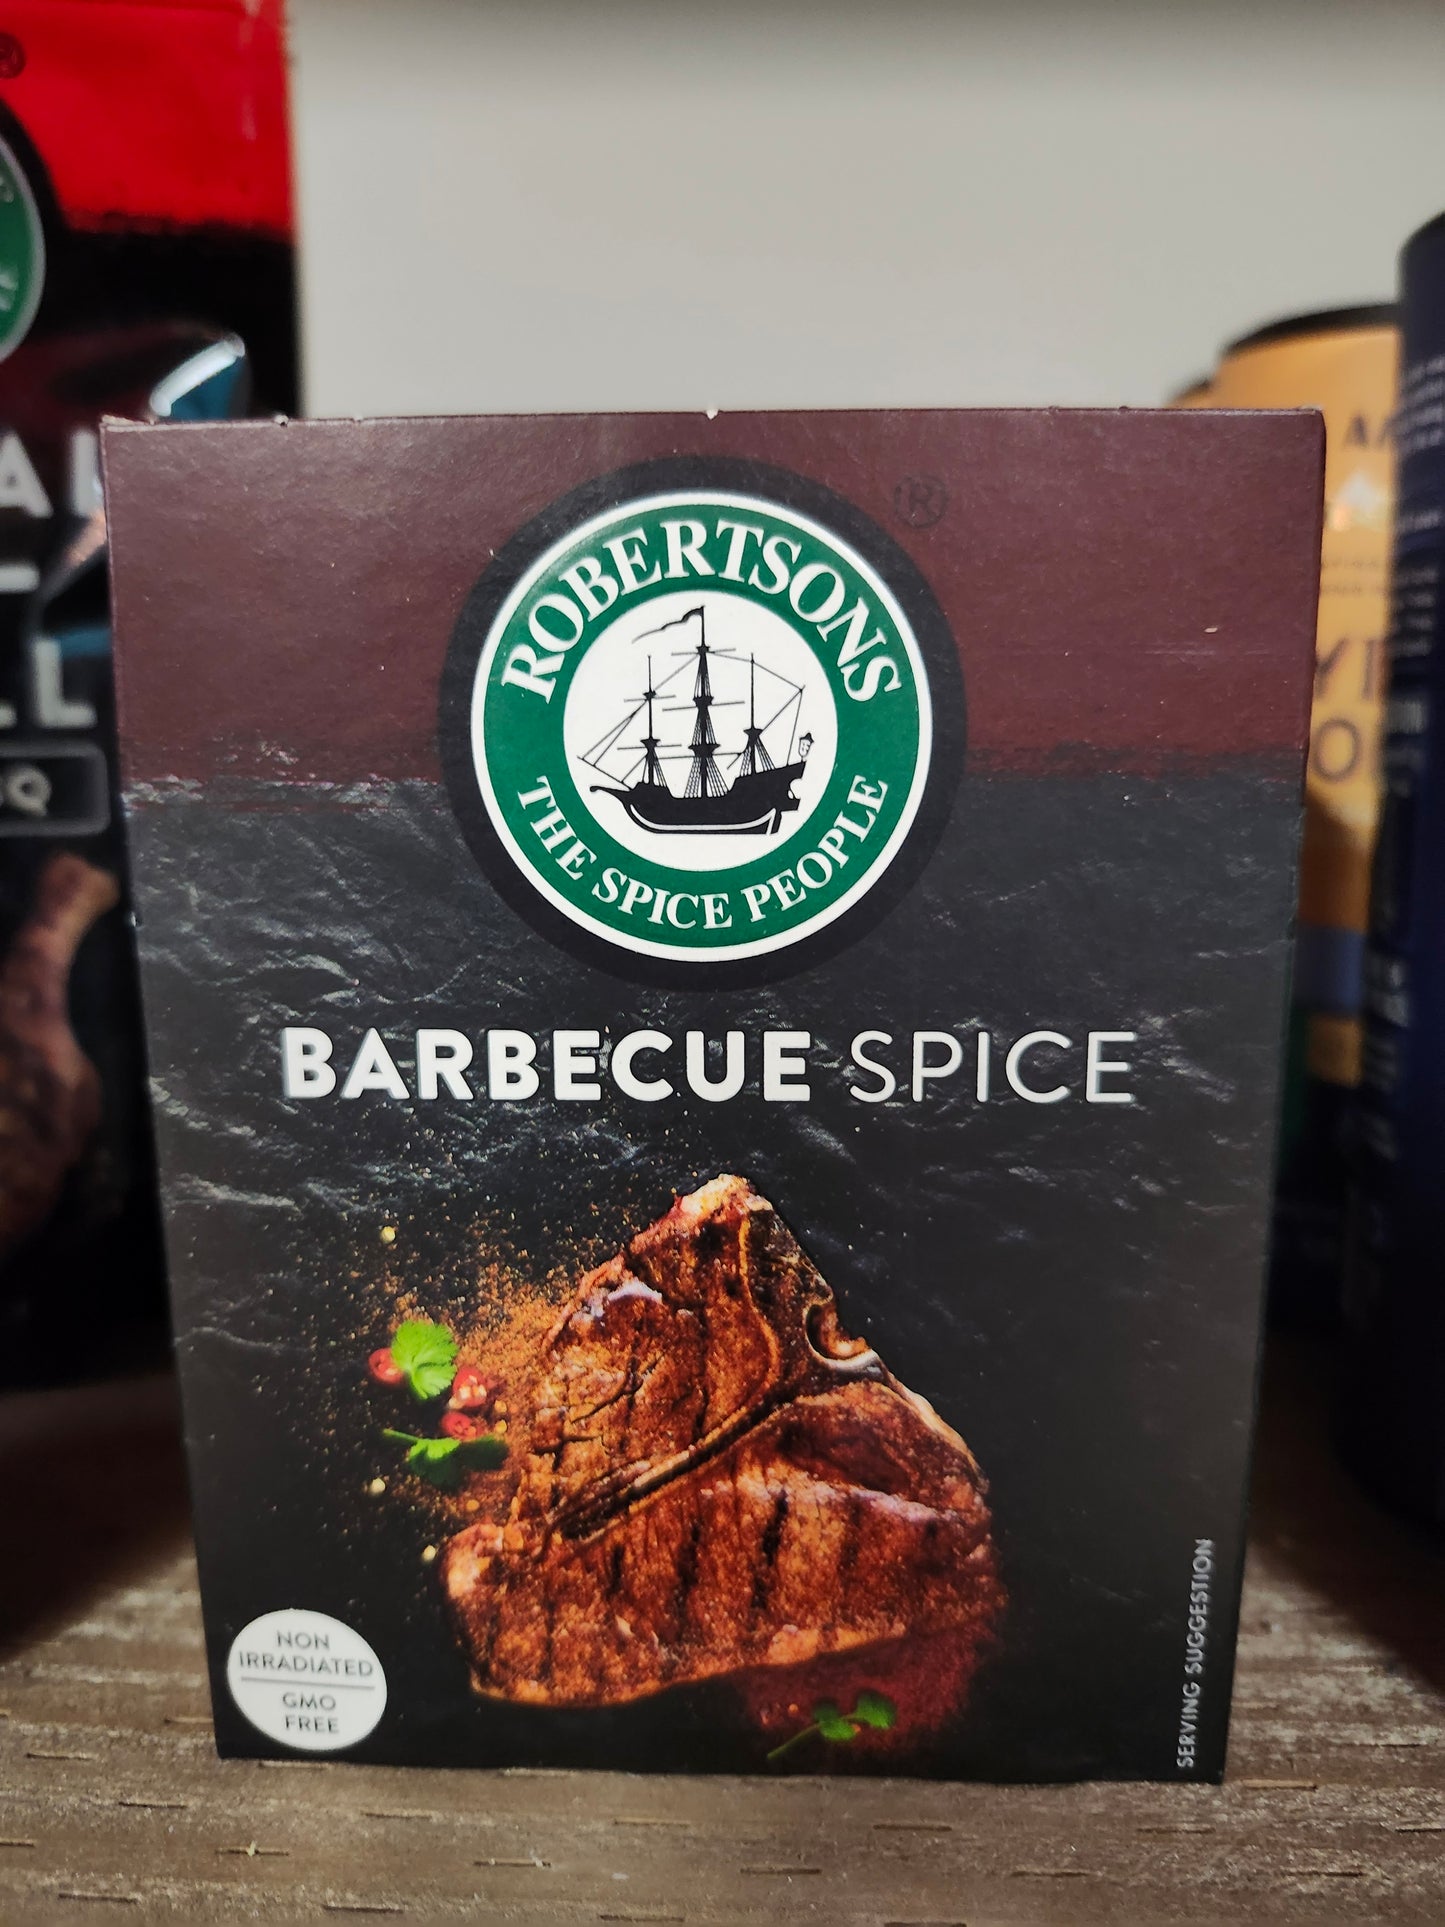 ROBERTSONS
®
THE SPICE PEOPLE
BARBECUE SPICE
NON
IRRADIATED
GMO
FREE
SERVING SUGGESTION